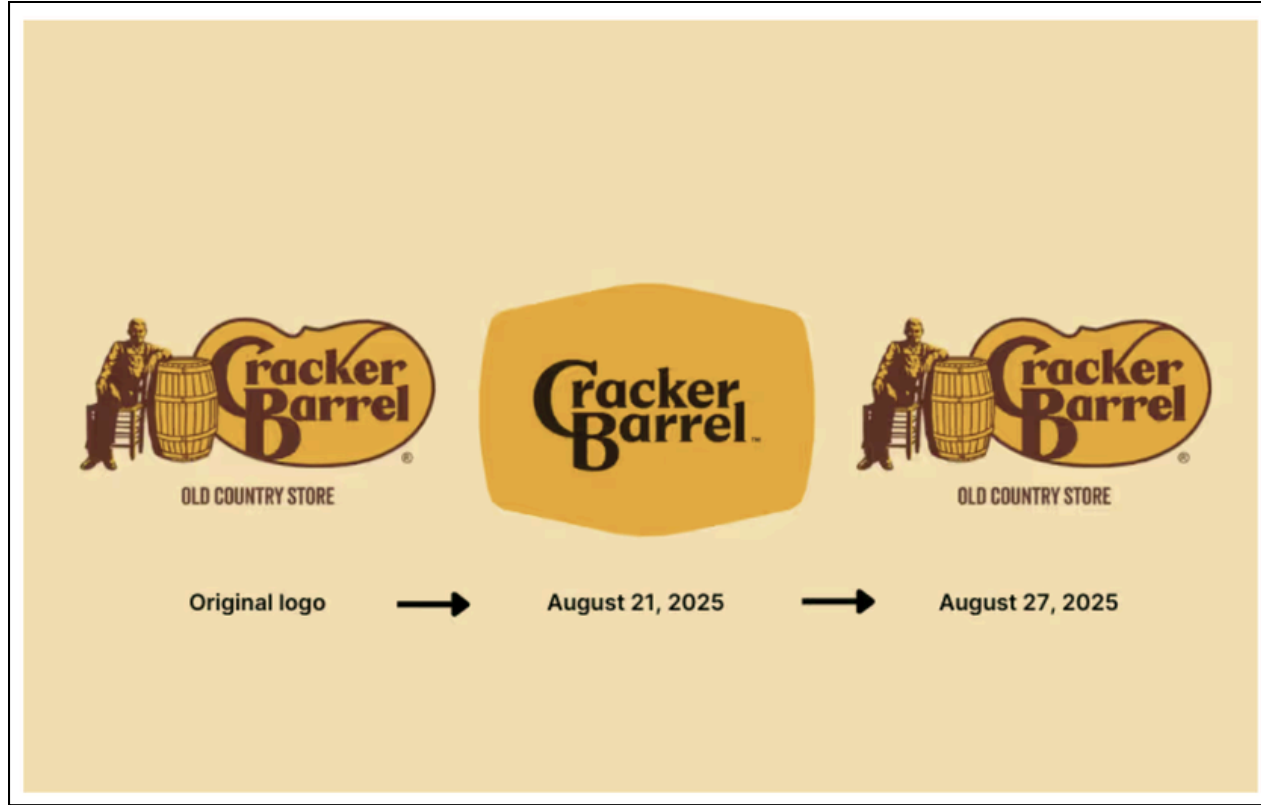 Cracker
Barrel
®
OLD COUNTRY STORE
Cracker
Barrel™
Cracker
Barrel
®
OLD COUNTRY STORE
Original logo
August 21, 2025
August 27, 2025